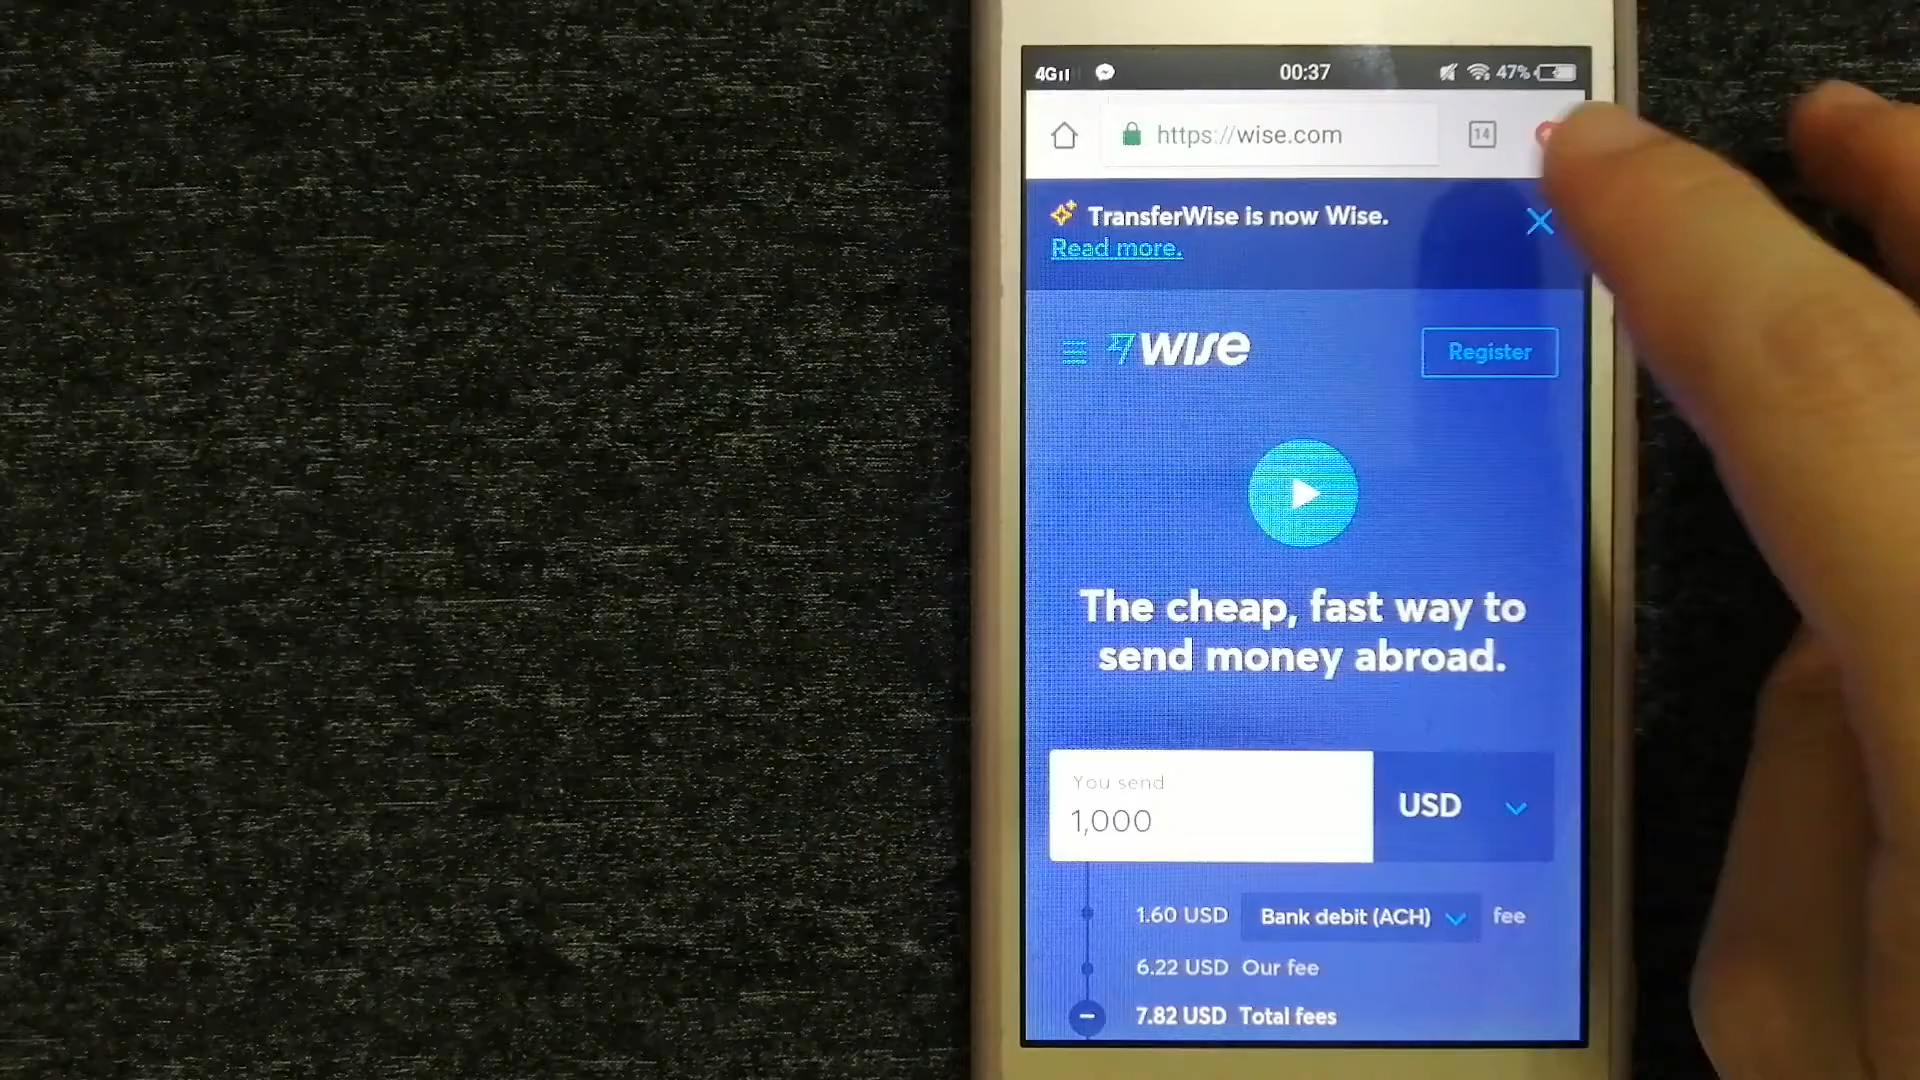 4G
00:37
47%
https://wise.com
14
TransferWise is now Wise.
Read more.
WISE
Register
The cheap, fast way to
send money abroad.
You send
1,000
USD
1.60 USD Bank debit (ACH) fee
6.22 USD Our fee
7.82 USD Total fees